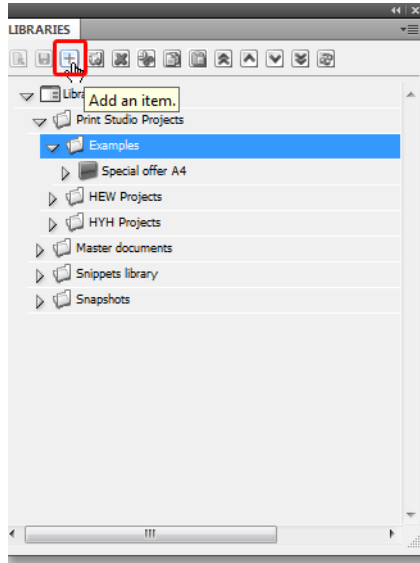 LIBRARIES
Add an item.
Print Studio Projects
Examples
Special offer A4
HEW Projects
HYH Projects
Master documents
Snippets library
Snapshots